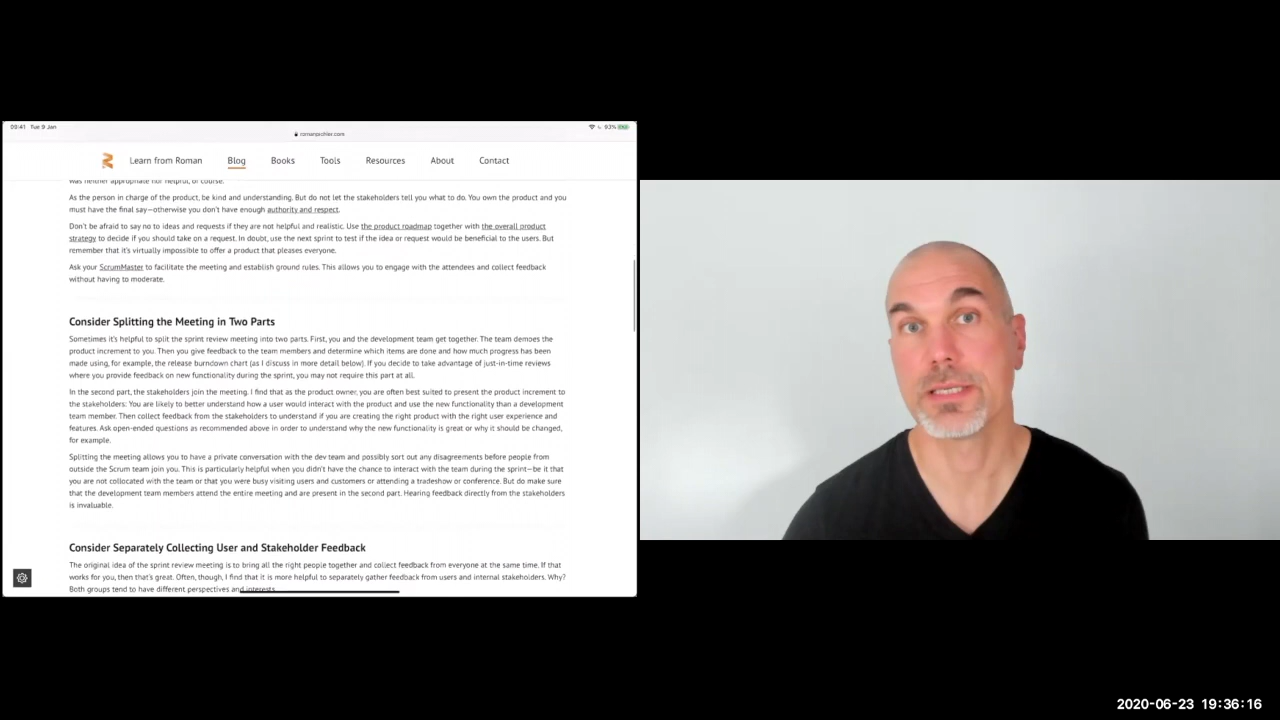 09:41 Tue 9 Jan
93%
romanpichler.com
Learn from Roman Blog Books Tools Resources About Contact
was neither appropriate nor helpful, of course.
As the person in charge of the product, be kind and understanding. But do not let the stakeholders tell you what to do. You own the product and you
must have the final say—otherwise you don't have enough authority and respect.
Don't be afraid to say no to ideas and requests if they are not helpful and realistic. Use the product roadmap together with the overall product
strategy to decide if you should take on a request. In doubt, use the next sprint to test if the idea or request would be beneficial to the users. But
remember that it's virtually impossible to offer a product that pleases everyone.
Ask your ScrumMaster to facilitate the meeting and establish ground rules. This allows you to engage with the attendees and collect feedback
without having to moderate.
Consider Splitting the Meeting in Two Parts
Sometimes it's helpful to split the sprint review meeting into two parts. First, you and the development team get together. The team demoes the
product increment to you. Then you give feedback to the team members and determine which items are done and how much progress has been
made using, for example, the release burndown chart (as I discuss in more detail below). If you decide to take advantage of just-in-time reviews
where you provide feedback on new functionality during the sprint, you may not require this part at all.
In the second part, the stakeholders join the meeting. I find that as the product owner, you are often best suited to present the product increment to
the stakeholders: You are likely to better understand how a user would interact with the product and use the new functionality than a development
team member. Then collect feedback from the stakeholders to understand if you are creating the right product with the right user experience and
features. Ask open-ended questions as recommended above in order to understand why the new functionality is great or why it should be changed,
for example.
Splitting the meeting allows you to have a private conversation with the dev team and possibly sort out any disagreements before people from
outside the Scrum team join you. This is particularly helpful when you didn't have the chance to interact with the team during the sprint—be it that
you are not collocated with the team or that you were busy visiting users and customers or attending a tradeshow or conference. But do make sure
that the development team members attend the entire meeting and are present in the second part. Hearing feedback directly from the stakeholders
is invaluable.
Consider Separately Collecting User and Stakeholder Feedback
The original idea of the sprint review meeting is to bring all the right people together and collect feedback from everyone at the same time. If that
works for you, then that's great. Often, though, I find that it is more helpful to separately gather feedback from users and internal stakeholders. Why?
Both groups tend to have different perspectives and interests.
2020-06-23 19:36:16